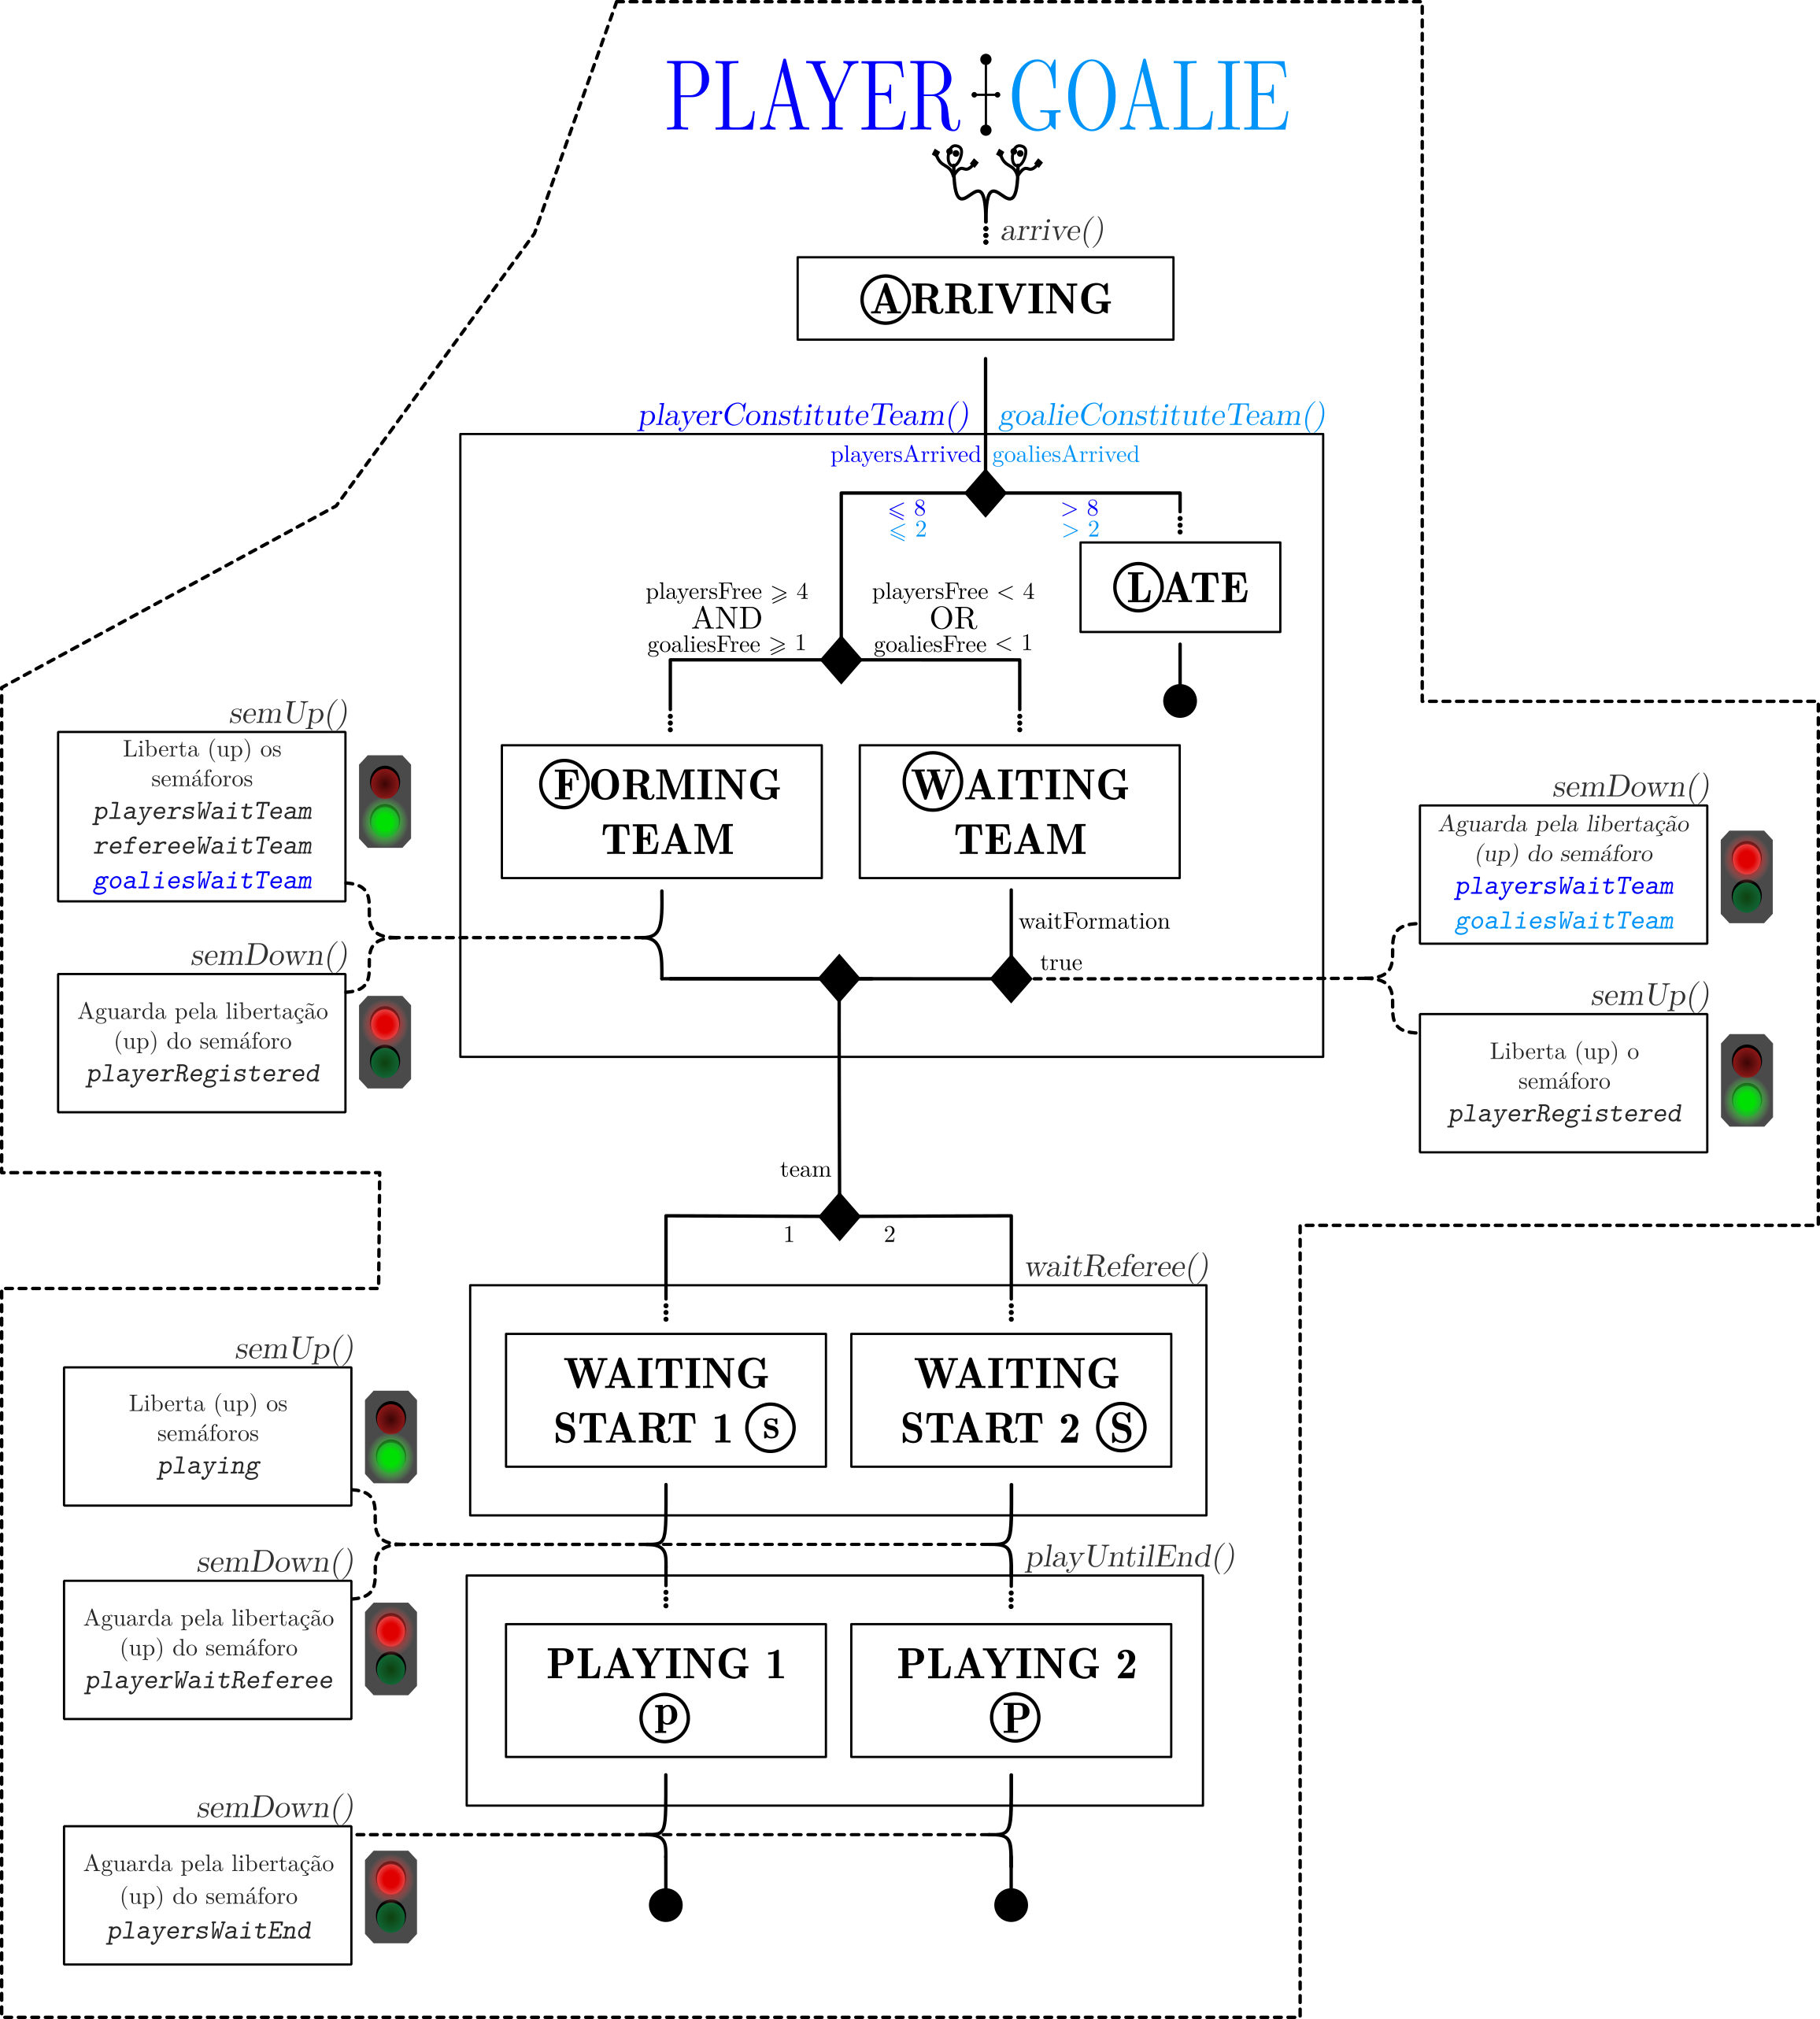 PLAYER GOALIE
arrive()
ARRIVING
playerConstituteTeam() goalieConstituteTeam()
playersArrived goaliesArrived
⩽ 8 > 8
⩽ 2 > 2
LATE
playersFree ⩾ 4
AND
goaliesFree ⩾ 1
playersFree < 4
OR
goaliesFree < 1
FORMING
TEAM
WAITING
TEAM
semUp()
Liberta (up) os
semáforos
playersWaitTeam
refereeWaitTeam
goaliesWaitTeam
semDown()
Aguarda pela libertação
(up) do semáforo
playerRegistered
waitFormation
true
semDown()
Aguarda pela libertação
(up) do semáforo
playersWaitTeam
goaliesWaitTeam
semUp()
Liberta (up) o
semáforo
playerRegistered
team
1 2
waitReferee()
WAITING
START 1 s
WAITING
START 2 S
semUp()
Liberta (up) os
semáforos
playing
semDown()
Aguarda pela libertação
(up) do semáforo
playerWaitReferee
playUntilEnd()
PLAYING 1
p
PLAYING 2
P
semDown()
Aguarda pela libertação
(up) do semáforo
playersWaitEnd